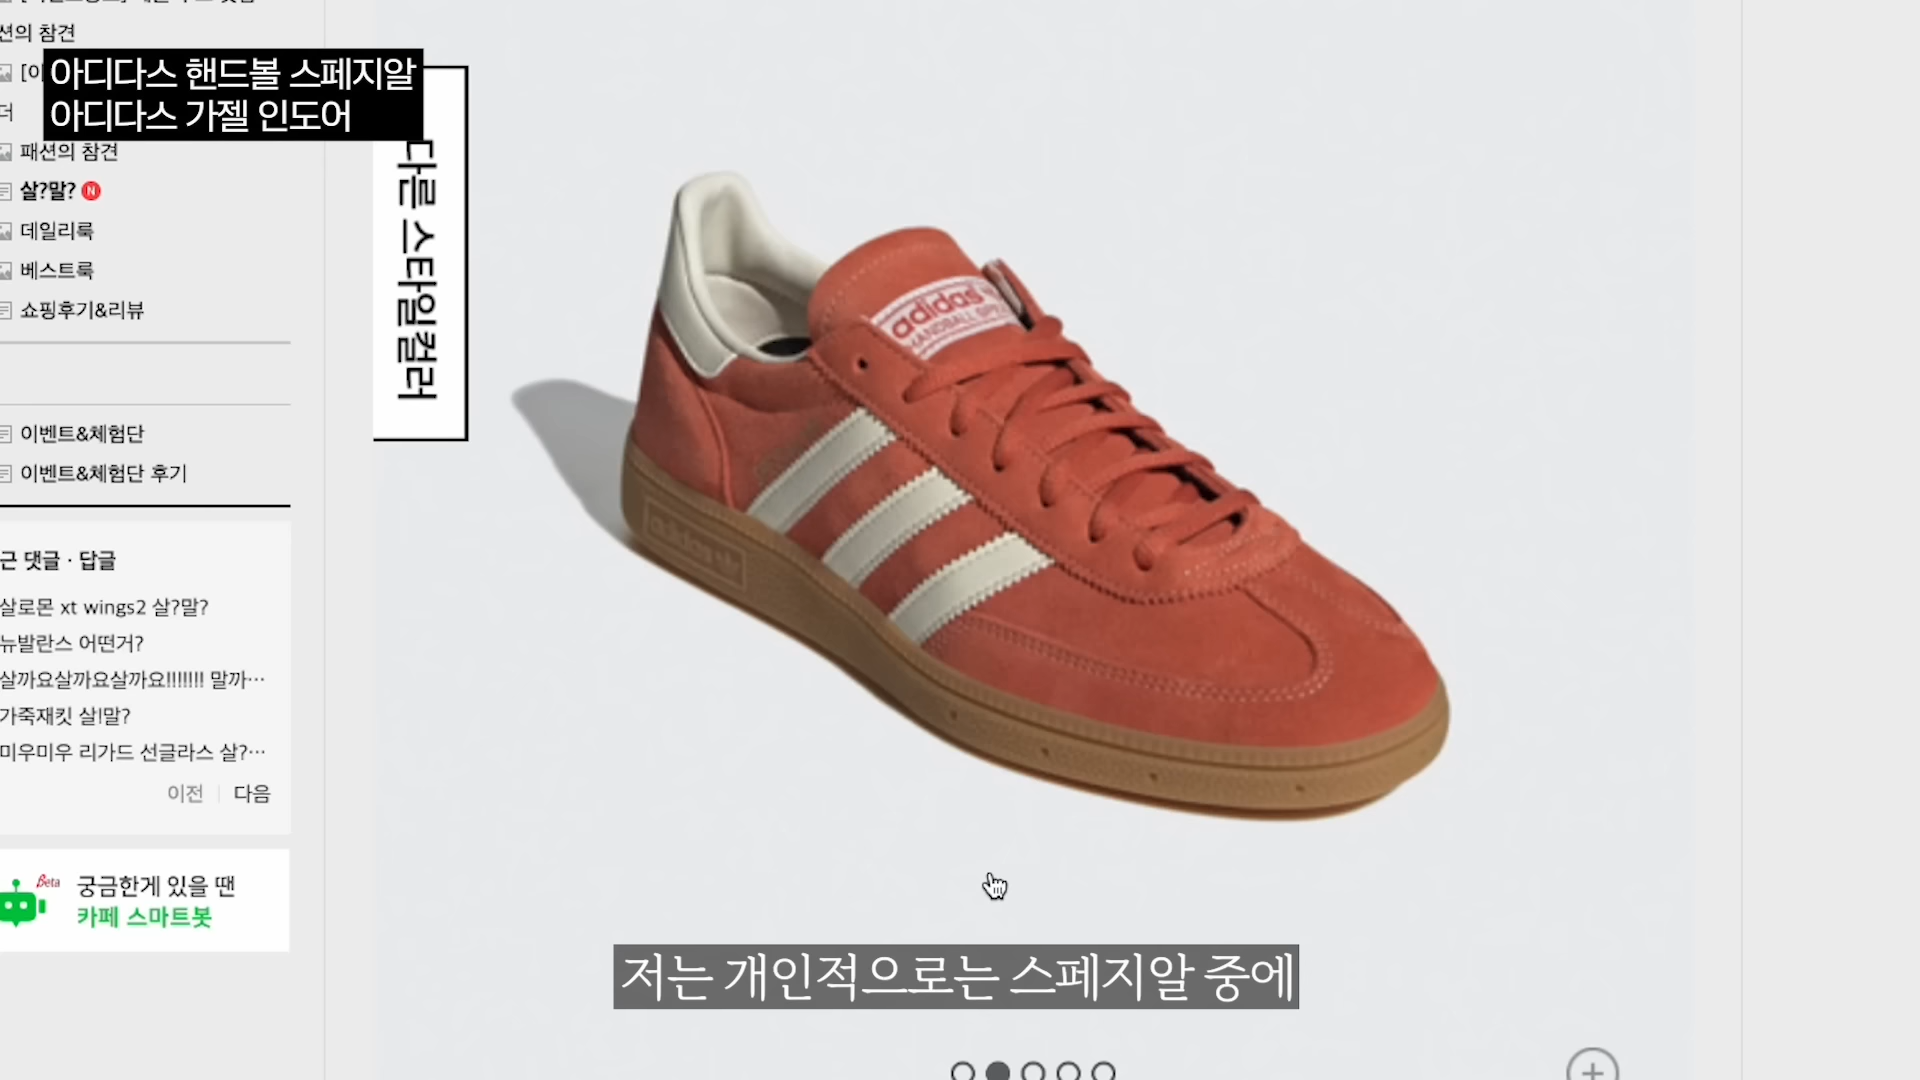 션의 참견
아디다스 핸드볼 스페지알
아디다스 가젤 인도어
[이
더
패션의 참견
살?말? N
데일리룩
베스트룩
쇼핑후기&리뷰
이벤트&체험단
이벤트&체험단 후기
근 댓글 · 답글
살로몬 xt wings2 살?말?
뉴발란스 어떤거?
살까요살까요살까요!!!!!!! 말까…
가죽재킷 살!말?
미우미우 리가드 선글라스 살?…
이전 다음
Beta
궁금한게 있을 땐
카페 스마트봇
다른 스타일컬러
adidas
HANDBALL
adidas
저는 개인적으로는 스페지알 중에